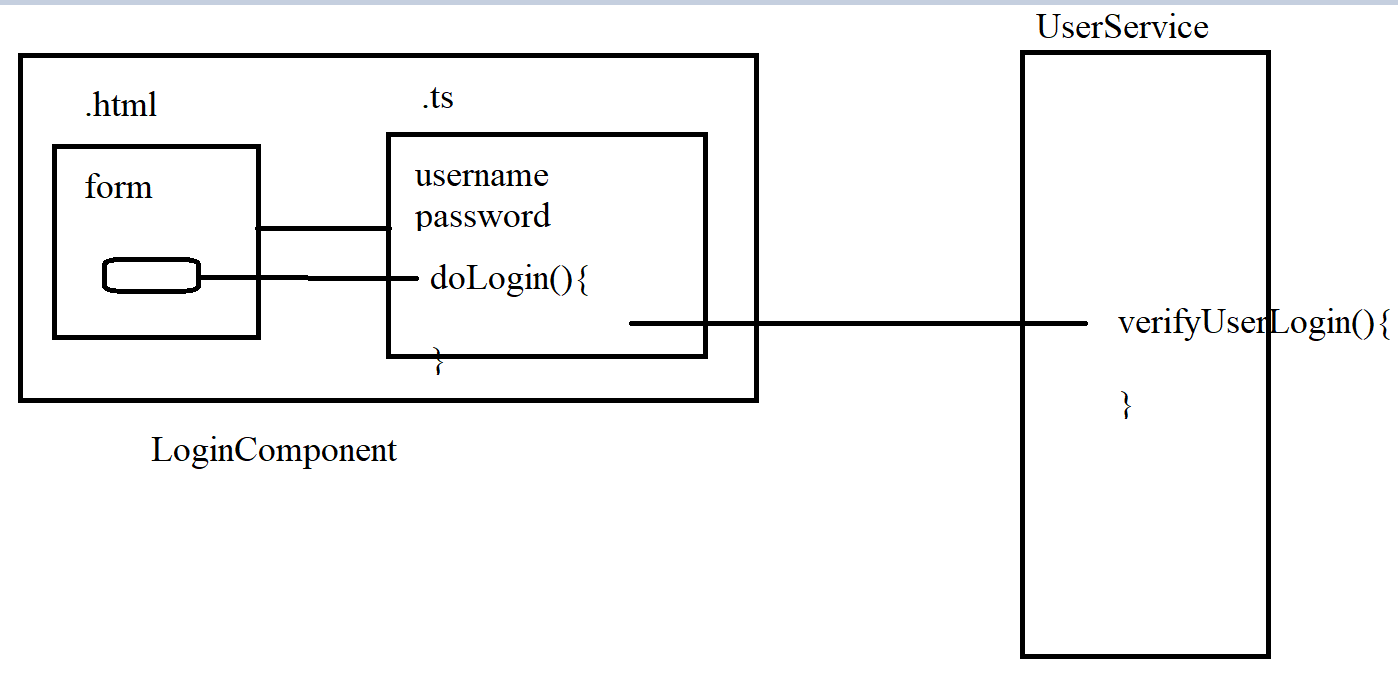 UserService
.html
.ts
form
username
password
doLogin(){
}
verifyUserLogin(){
}
LoginComponent